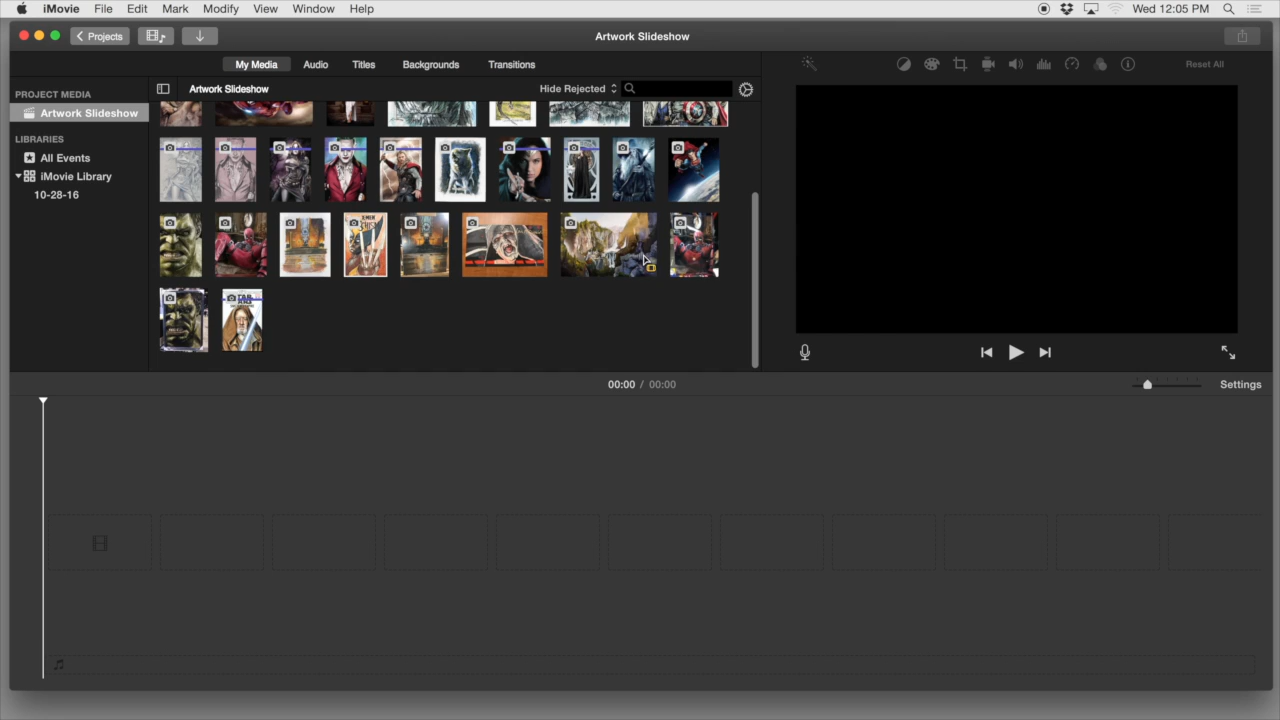 iMovie File Edit Mark Modify View Window Help Wed 12:05 PM
Projects Artwork Slideshow
My Media Audio Titles Backgrounds Transitions Reset All
PROJECT MEDIA Artwork Slideshow Hide Rejected
Artwork Slideshow
LIBRARIES
All Events
iMovie Library
10-28-16
00:00 / 00:00 Settings